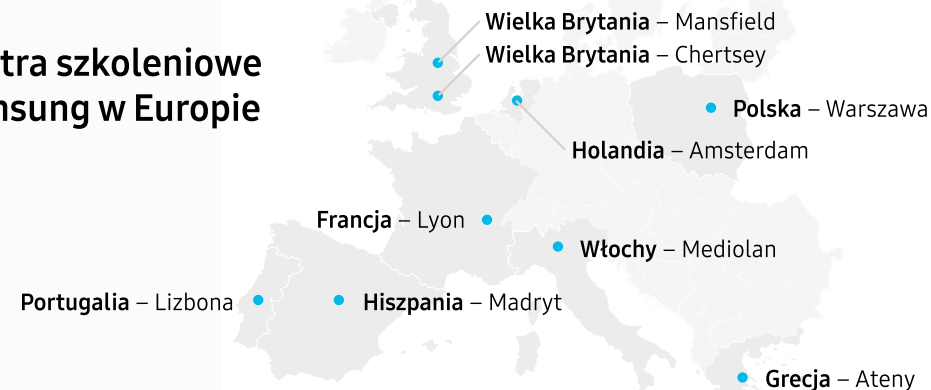 tra szkoleniowe
nsung w Europie
Wielka Brytania – Mansfield
Wielka Brytania – Chertsey
Polska – Warszawa
Holandia – Amsterdam
Francja – Lyon
Włochy – Mediolan
Portugalia – Lizbona
Hiszpania – Madryt
Grecja – Ateny